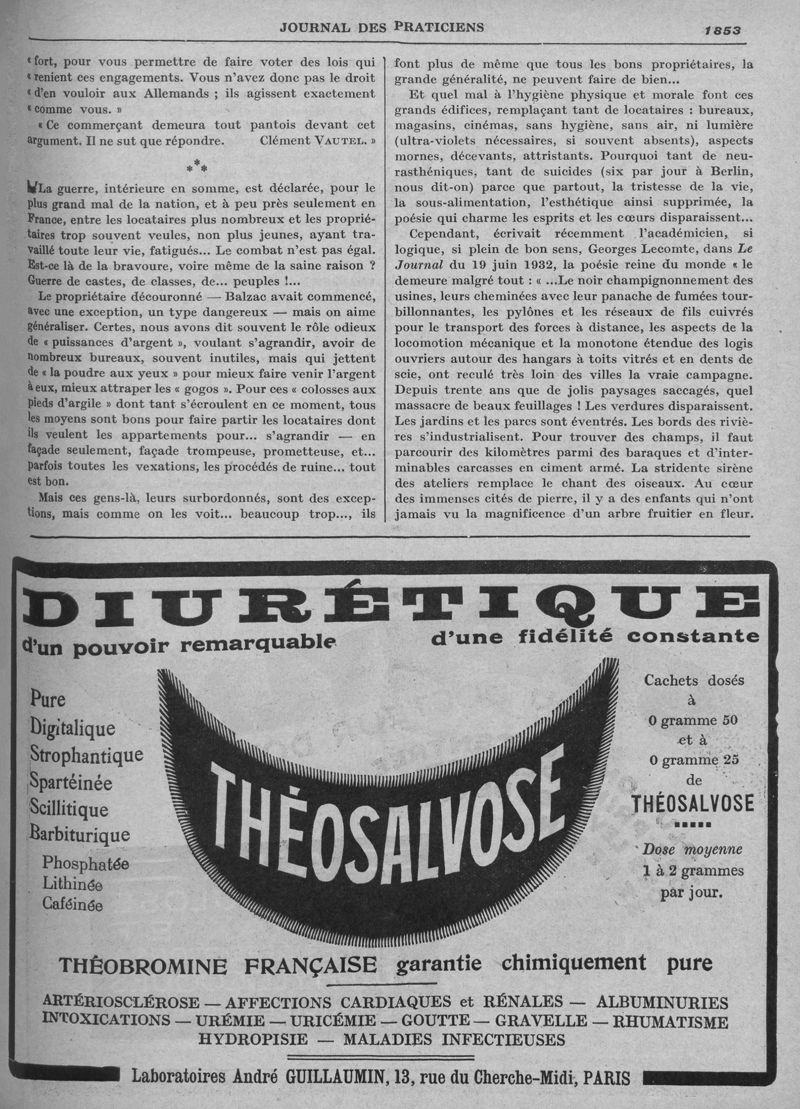 JOURNAL DES PRATICIENS
1853
« fort, pour vous permettre de faire voter des lois qui
« renient ces engagements. Vous n'avez donc pas le droit
« d'en vouloir aux Allemands ; ils agissent exactement
« comme vous. »
« Ce commerçant demeura tout pantois devant cet
argument. Il ne sut que répondre. Clément VAUTEL. »
***
La guerre, intérieure en somme, est déclarée, pour le
plus grand mal de la nation, et à peu près seulement en
France, entre les locataires plus nombreux et les proprié-
taires trop souvent veules, non plus jeunes, ayant tra-
vaillé toute leur vie, fatigués... Le combat n'est pas égal.
Est-ce là de la bravoure, voire même de la saine raison ?
Guerre de castes, de classes, de... peuples !...
Le propriétaire découronné — Balzac avait commencé,
avec une exception, un type dangereux — mais on aime
généraliser. Certes, nous avons dit souvent le rôle odieux
de « puissances d'argent », voulant s'agrandir, avoir de
nombreux bureaux, souvent inutiles, mais qui jettent
de « la poudre aux yeux » pour mieux faire venir l'argent
à eux, mieux attraper les « gogos ». Pour ces « colosses aux
pieds d'argile » dont tant s'écroulent en ce moment, tous
les moyens sont bons pour faire partir les locataires dont
ils veulent les appartements pour... s'agrandir — en
façade seulement, façade trompeuse, prometteuse, et...
parfois toutes les vexations, les procédés de ruine... tout
est bon.
Mais ces gens-là, leurs surbordonnés, sont des excep-
tions, mais comme on les voit... beaucoup trop..., ils
font plus de même que tous les bons propriétaires, la
grande généralité, ne peuvent faire de bien...
Et quel mal à l'hygiène physique et morale font ces
grands édifices, remplaçant tant de locataires : bureaux,
magasins, cinémas, sans hygiène, sans air, ni lumière
(ultra-violets nécessaires, si souvent absents), aspects
mornes, décevants, attristants. Pourquoi tant de neu-
rasthéniques, tant de suicides (six par jour à Berlin,
nous dit-on) parce que partout, la tristesse de la vie,
la sous-alimentation, l'esthétique ainsi supprimée, la
poésie qui charme les esprits et les cœurs disparaissent...
Cependant, écrivait récemment l'académicien, si
logique, si plein de bon sens, Georges Lecomte, dans Le
Journal du 19 juin 1932, la poésie reine du monde « le
demeure malgré tout : « ...Le noir champignonnement des
usines, leurs cheminées avec leur panache de fumées tour-
billonnantes, les pylônes et les réseaux de fils cuivrés
pour le transport des forces à distance, les aspects de la
locomotion mécanique et la monotone étendue des logis
ouvriers autour des hangars à toits vitrés et en dents de
scie, ont reculé très loin des villes la vraie campagne.
Depuis trente ans que de jolis paysages saccagés, quel
massacre de beaux feuillages ! Les verdures disparaissent.
Les jardins et les parcs sont éventrés. Les bords des riviè-
res s'industrialisent. Pour trouver des champs, il faut
parcourir des kilomètres parmi des baraques et d'inter-
minables carcasses en ciment armé. La stridente sirène
des ateliers remplace le chant des oiseaux. Au cœur
des immenses cités de pierre, il y a des enfants qui n'ont
jamais vu la magnificence d'un arbre fruitier en fleur.
DIURÉTIQUE
d'un pouvoir remarquable d'une fidélité constante
Pure
Digitalique
Strophantique
Spartéinée
Scillitique
Barbiturique
Phosphatée
Lithinée
Caféinée
THÉOSALVOSE
Cachets dosés
à
0 gramme 50
et à
0 gramme 25
de
THÉOSALVOSE
Dose moyenne
1 à 2 grammes
par jour.
THÉOBROMINE FRANÇAISE garantie chimiquement pure
ARTÉRIOSCLÉROSE — AFFECTIONS CARDIAQUES et RÉNALES — ALBUMINURIES
INTOXICATIONS — URÉMIE — URICÉMIE — GOUTTE — GRAVELLE — RHUMATISME
HYDROPISIE — MALADIES INFECTIEUSES
Laboratoires André GUILLAUMIN, 13, rue du Cherche-Midi, PARIS